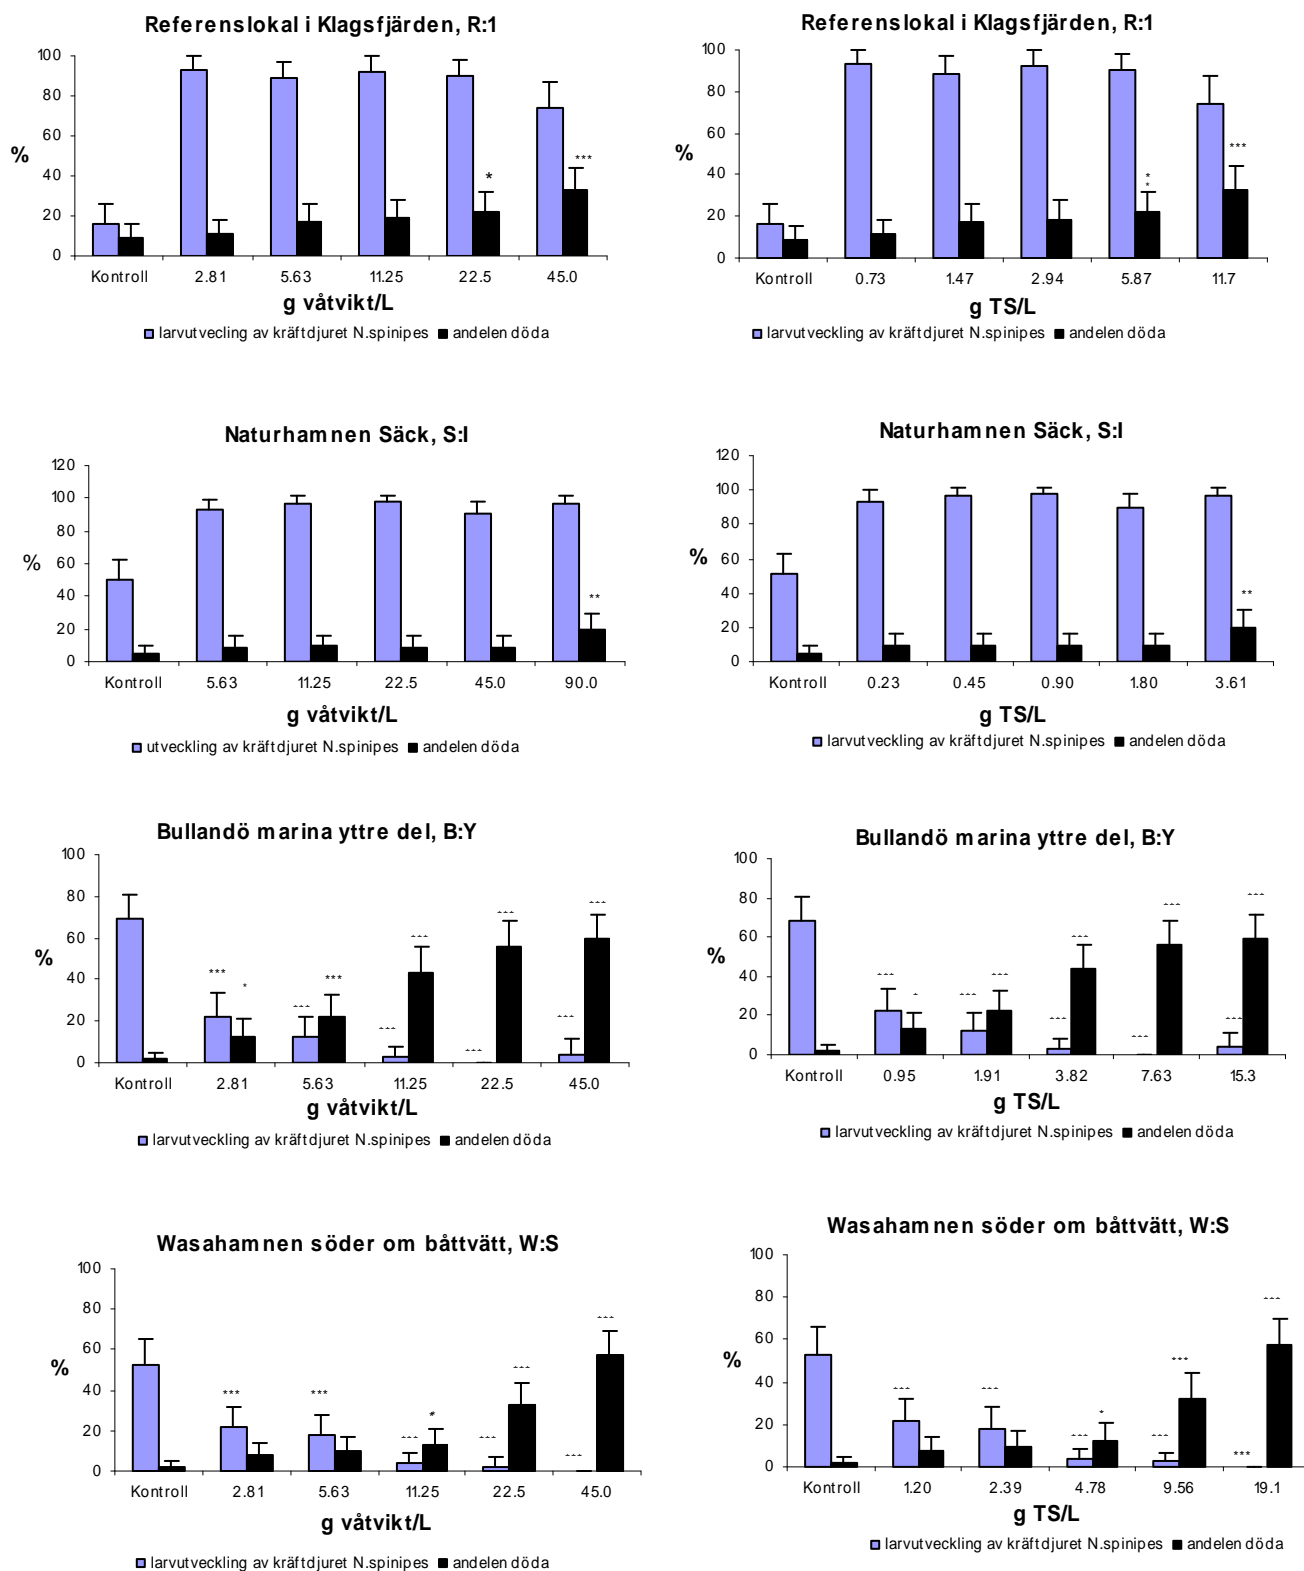 Referenslokal i Klagsfjärden, R:1
100
80
60
40
20
0
%
* ***
Kontroll 2.81 5.63 11.25 22.5 45.0
g våtvikt/L
larvutvecling av kräftdjuret N.spinipes andelen döda
Referenslokal i Klagsfjärden, R:1
100
80
60
40
20
0
%
* * ***
Kontroll 0.73 1.47 2.94 5.87 11.7
g TS/L
larvutveckling av kräftdjuret N.spinipes andelen döda
Naturhamnen Säck, S:I
120
100
80
60
40
20
0
%
**
Kontroll 5.63 11.25 22.5 45.0 90.0
g våtvikt/L
utveckling av kräftdjuret N.spinipes andelen döda
Naturhamnen Säck, S:I
120
100
80
60
40
20
0
%
**
Kontroll 0.23 0.45 0.90 1.80 3.61
g TS/L
larvutveckling av kräftdjuret N.spinipes andelen döda
Bullandö marina yttre del, B:Y
100
80
60
40
20
0
%
*** * *** *** *** *** *** *** *** ***
Kontroll 2.81 5.63 11.25 22.5 45.0
g våtvikt/L
larvutveckling av kräftdjuret N.spinipes andelen döda
Bullandö marina yttre del, B:Y
100
80
60
40
20
0
%
*** * *** *** *** *** *** *** *** ***
Kontroll 0.95 1.91 3.82 7.63 15.3
g TS/L
larvutveckling av kräftdjuret N.spinipes andelen döda
Wasahamnen söder om båttvätt, W:S
100
80
60
40
20
0
%
*** *** *** * *** *** *** ***
Kontroll 2.81 5.63 11.25 22.5 45.0
g våtvikt/L
larvutveckling av kräftdjuret N.spinipes andelen döda
Wasahamnen söder om båttvätt, W:S
100
80
60
40
20
0
%
*** *** *** * *** *** *** ***
Kontroll 1.20 2.39 4.78 9.56 19.1
g TS/L
larvutveckling av kräftdjuret N.spinipes andelen döda